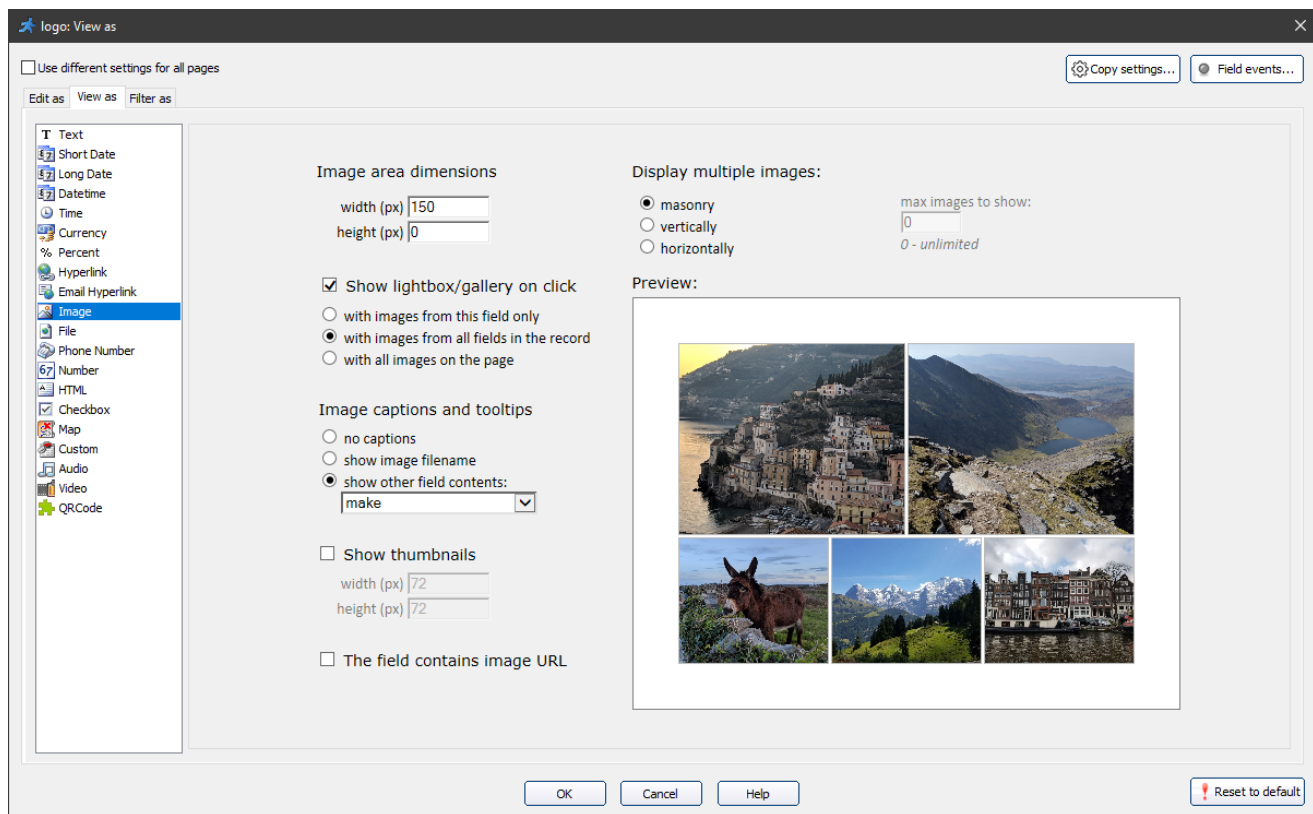 logo: View as
Use different settings for all pages
Copy settings...
Field events...
Edit as
View as
Filter as
T Text
Short Date
Long Date
Datetime
Time
Currency
% Percent
Hyperlink
Email Hyperlink
Image
File
Phone Number
67 Number
HTML
Checkbox
Map
Custom
Audio
Video
QRCode
Image area dimensions
width (px) 150
height (px) 0
Show lightbox/gallery on click
with images from this field only
with images from all fields in the record
with all images on the page
Image captions and tooltips
no captions
show image filename
show other field contents:
make
Show thumbnails
width (px) 72
height (px) 72
The field contains image URL
Display multiple images:
masonry
vertically
horizontally
max images to show:
0
0 - unlimited
Preview:
OK
Cancel
Help
Reset to default